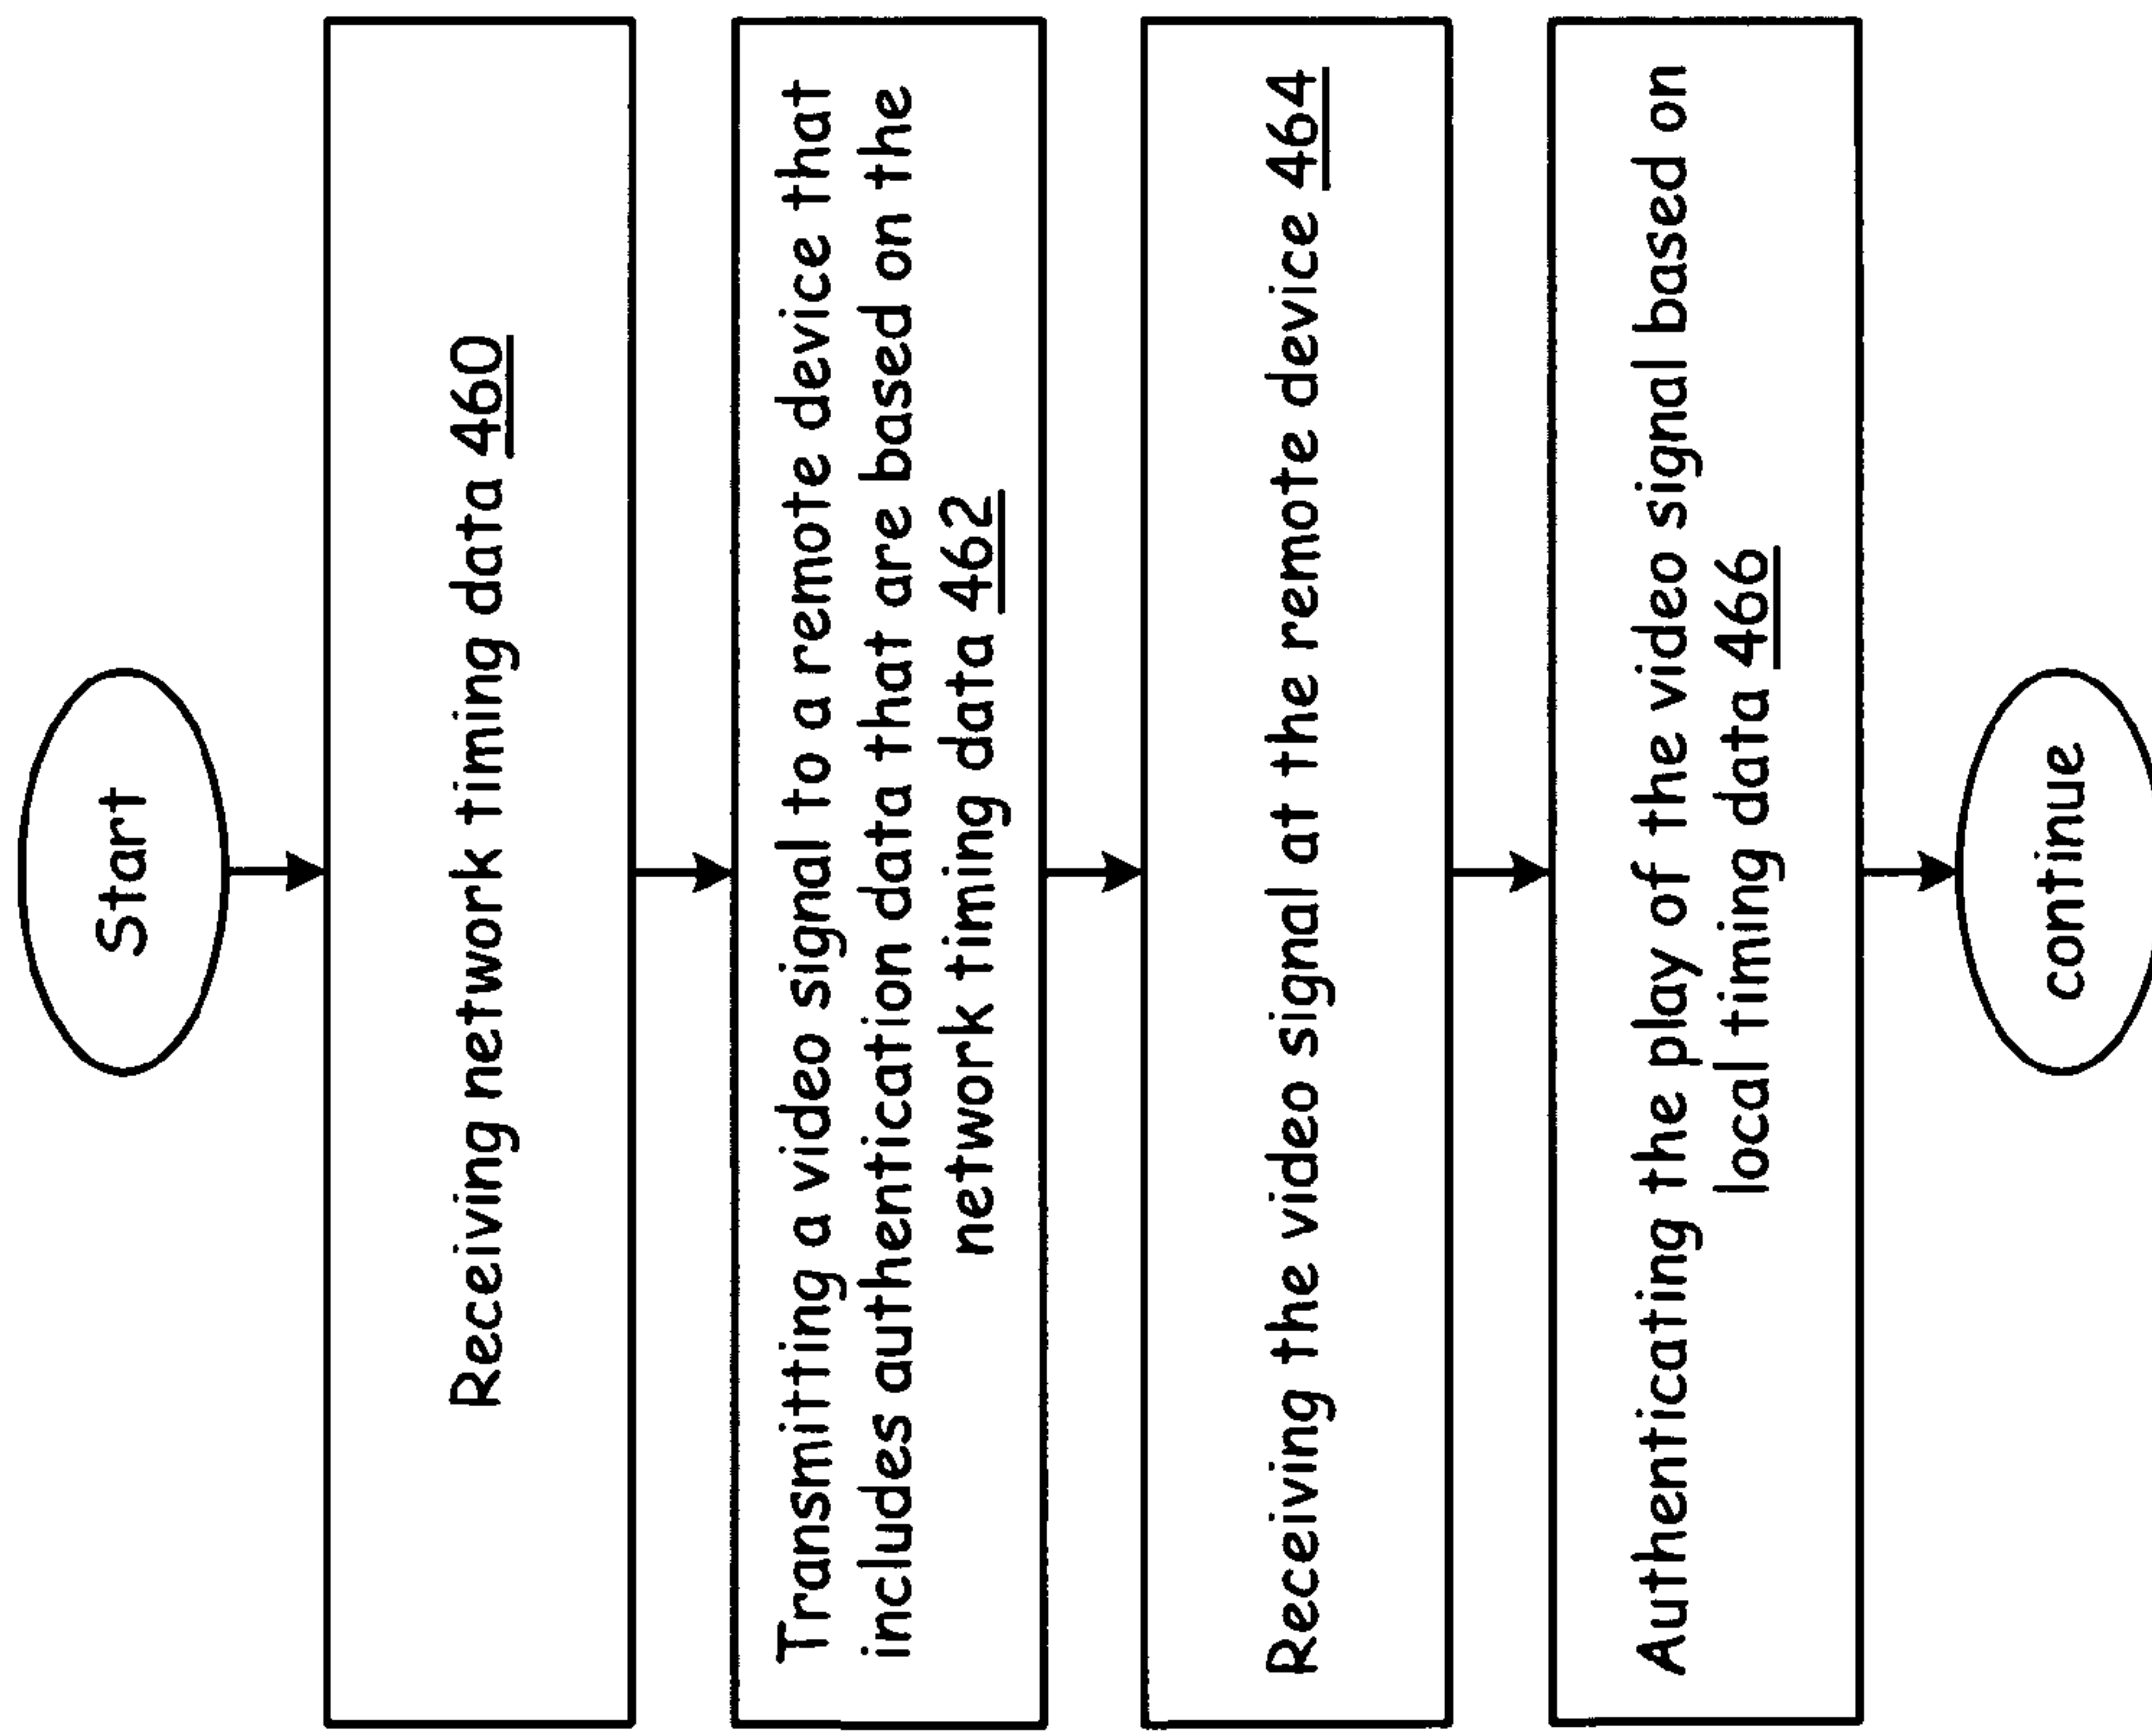 Start
Receiving network timing data 460
Transmitting a video signal to a remote device that
includes authentication data that are based on the
network timing data 462
Receiving the video signal at the remote device 464
Authenticating the play of the video signal based on
local timing data 466
continue